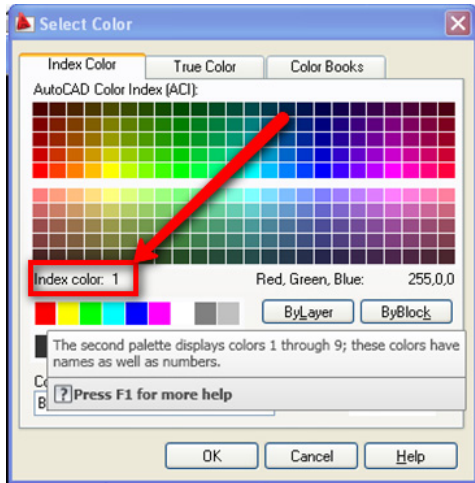 Select Color
Index Color True Color Color Books
AutoCAD Color Index (ACI):
Index color: 1 Red, Green, Blue: 255,0,0
ByLayer ByBlock
The second palette displays colors 1 through 9; these colors have
names as well as numbers.
Co
B
? Press F1 for more help
OK Cancel Help